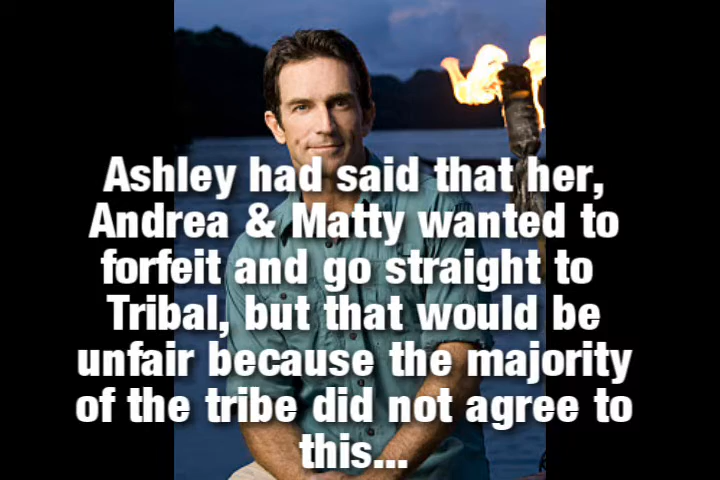 Ashley had said that her,
Andrea & Matty wanted to
forfeit and go straight to
Tribal, but that would be
unfair because the majority
of the tribe did not agree to
this...